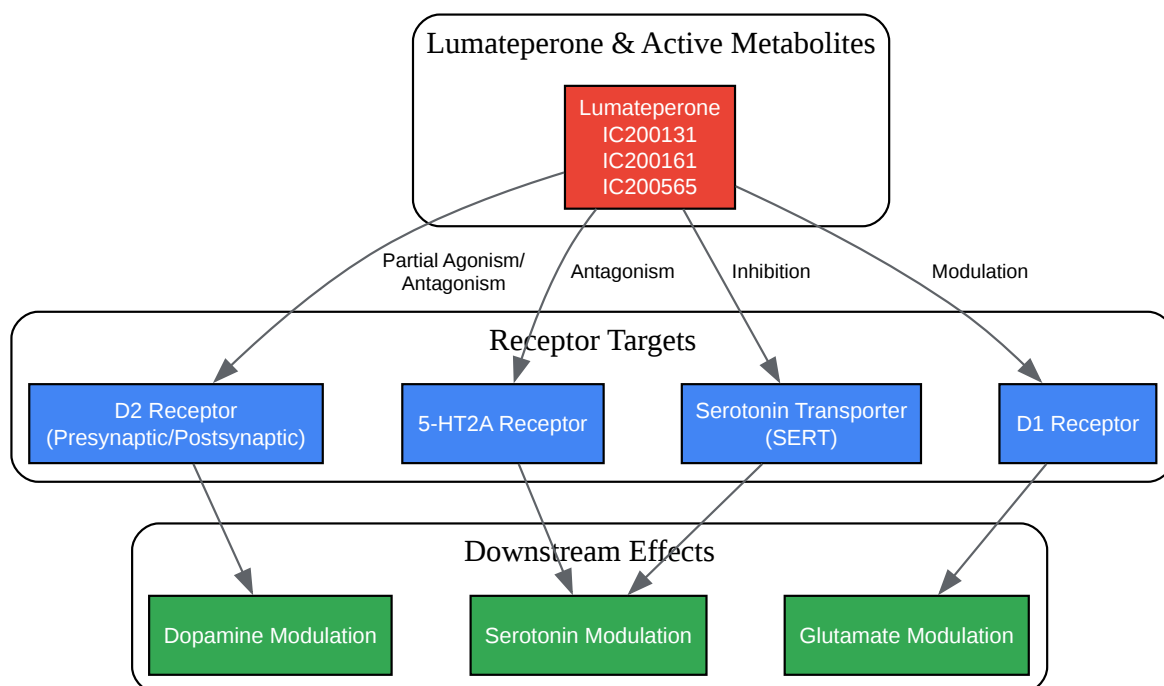 Lumateperone & Active Metabolites
Lumateperone
IC200131
IC200161
IC200565
Partial Agonism/
Antagonism
Antagonism
Inhibition
Modulation
Receptor Targets
D2 Receptor
(Presynaptic/Postsynaptic)
5-HT2A Receptor
Serotonin Transporter
(SERT)
D1 Receptor
Downstream Effects
Dopamine Modulation
Serotonin Modulation
Glutamate Modulation